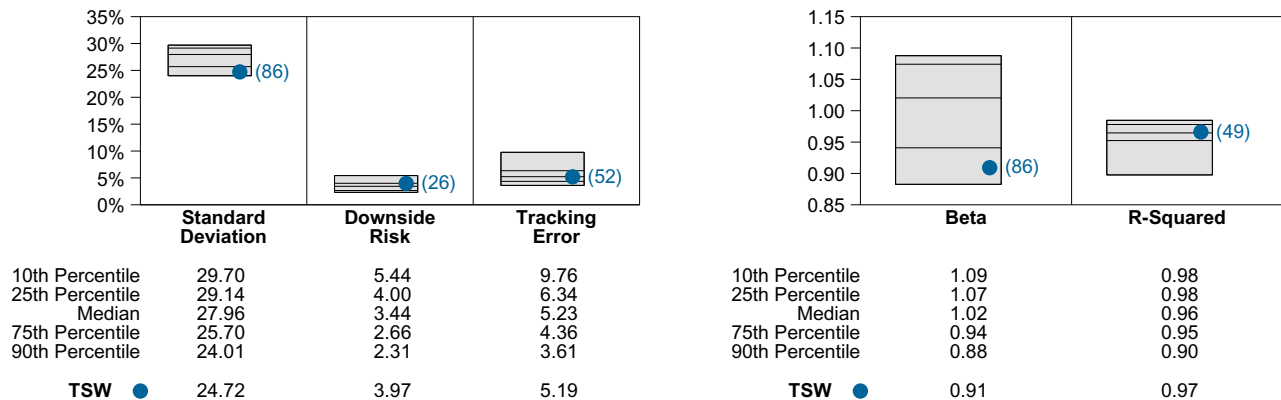 35%
30%
25%
20%
15%
10%
5%
0%
(86)
(26)
(52)
Standard Deviation
Downside Risk
Tracking Error
10th Percentile 29.70 5.44 9.76
25th Percentile 29.14 4.00 6.34
Median 27.96 3.44 5.23
75th Percentile 25.70 2.66 4.36
90th Percentile 24.01 2.31 3.61
TSW 24.72 3.97 5.19
1.15
1.10
1.05
1.00
0.95
0.90
0.85
(86)
(49)
Beta
R-Squared
10th Percentile 1.09 0.98
25th Percentile 1.07 0.98
Median 1.02 0.96
75th Percentile 0.94 0.95
90th Percentile 0.88 0.90
TSW 0.91 0.97